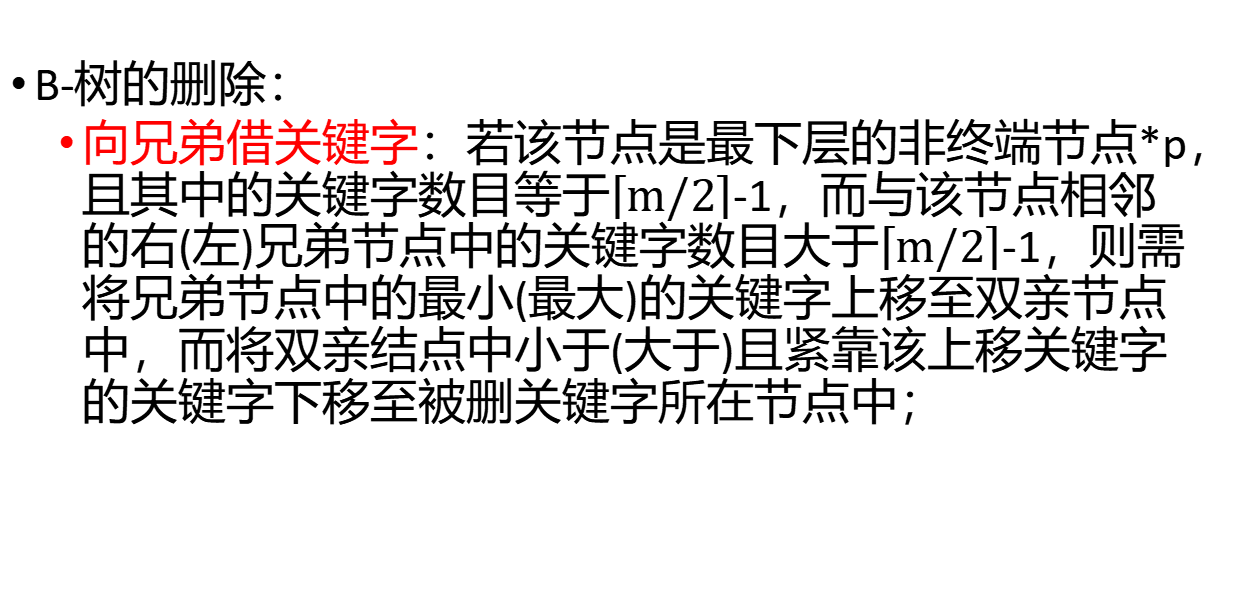 •B-树的删除：
•向兄弟借关键字：若该节点是最下层的非终端节点*p，
且其中的关键字数目等于⌈m/2⌉-1，而与该节点相邻
的右(左)兄弟节点中的关键字数目大于⌈m/2⌉-1，则需
将兄弟节点中的最小(最大)的关键字上移至双亲节点
中，而将双亲结点中小于(大于)且紧靠该上移关键字
的关键字下移至被删关键字所在节点中；